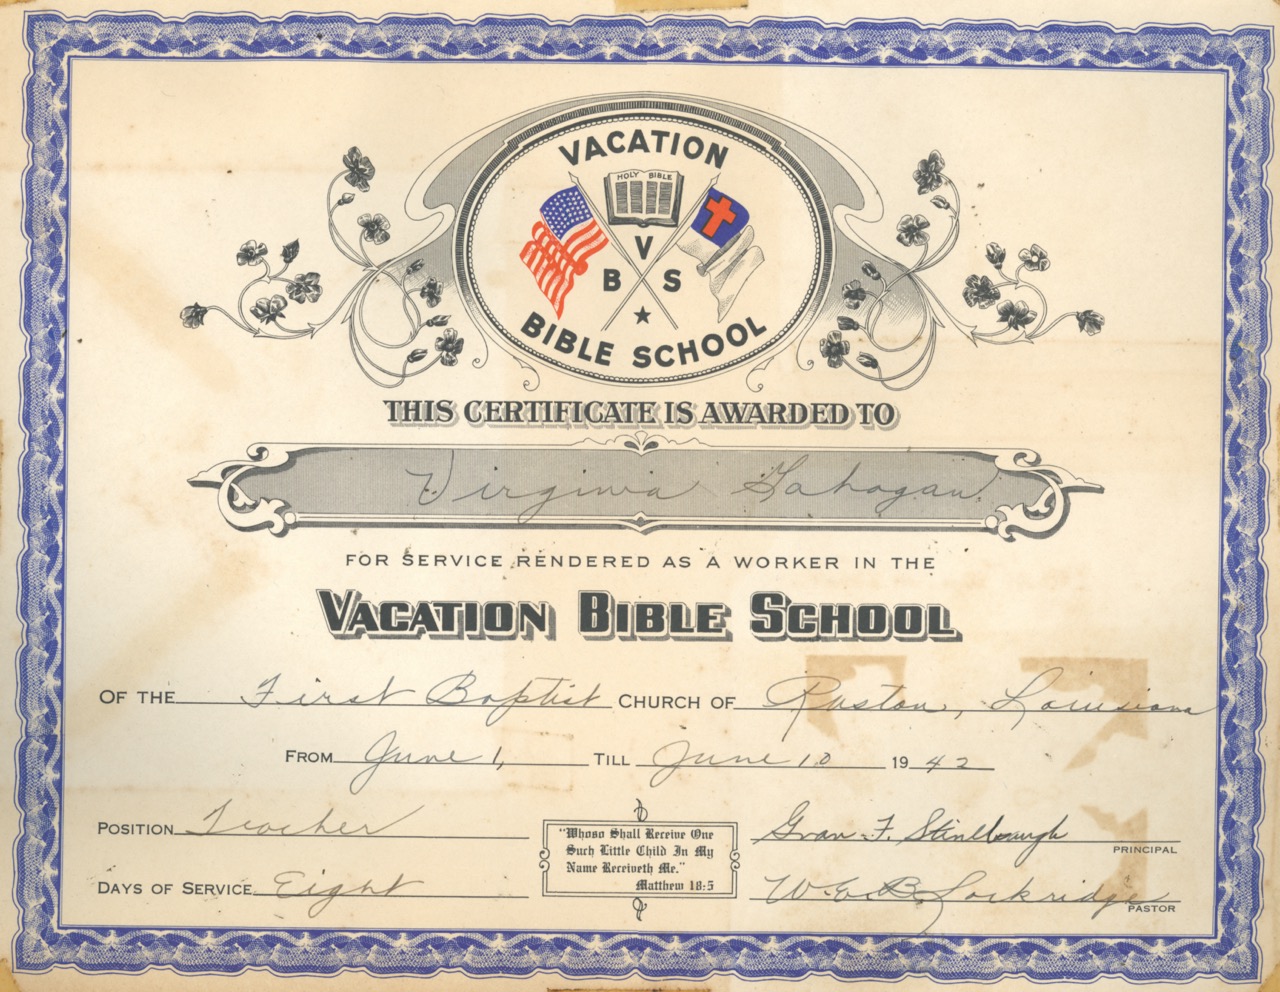 VACATION
HOLY BIBLE
V
B S
BIBLE SCHOOL
THIS CERTIFICATE IS AWARDED TO
Virginia Gahagan
FOR SERVICE RENDERED AS A WORKER IN THE
VACATION BIBLE SCHOOL
OF THE First Baptist CHURCH OF Ruston, Louisiana
FROM June 1, TILL June 10 1942
POSITION Teacher
DAYS OF SERVICE Eight
"Whoso Shall Receive One
Such Little Child In My
Name Receiveth Me."
Matthew 18:5
F.
PRINCIPAL
Lockridge
PASTOR